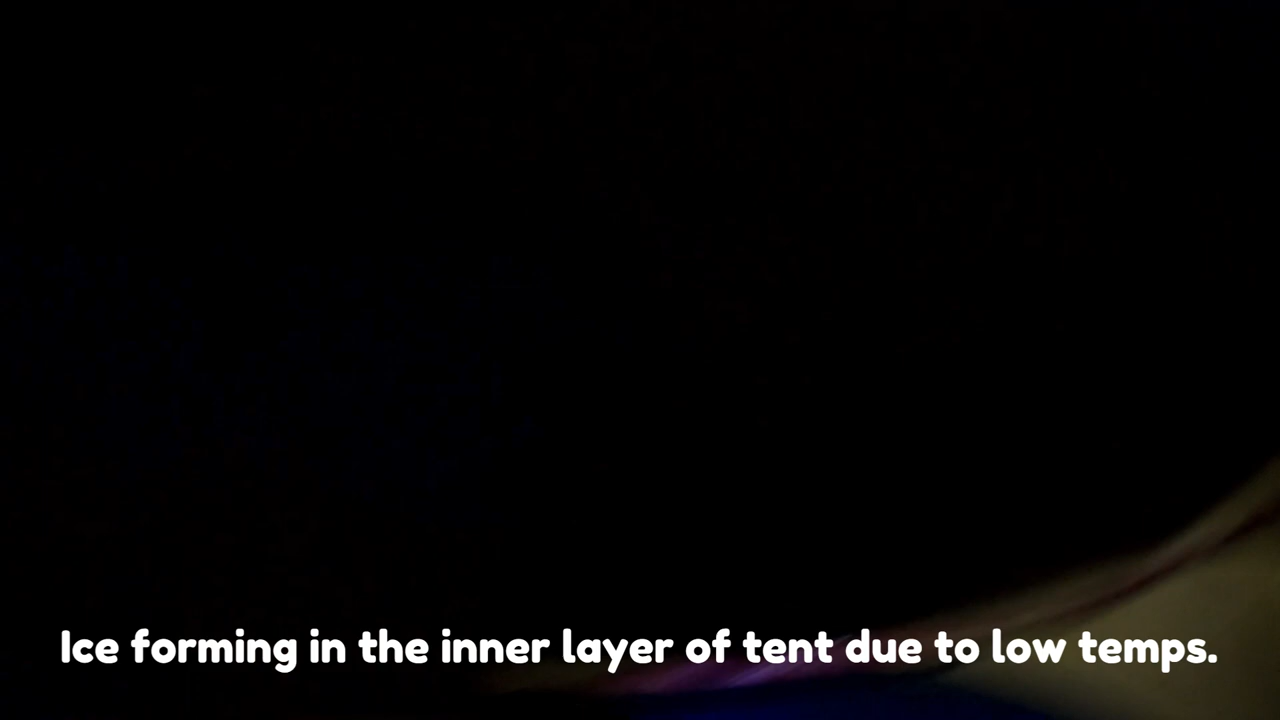 Ice forming in the inner layer of tent due to low temps.